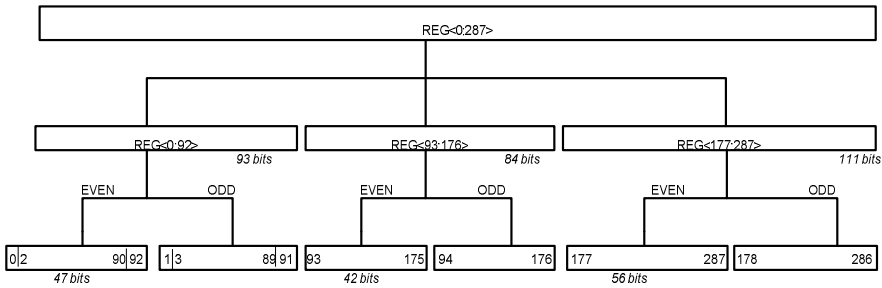 REG<0:287>
REG<0:92> REG<93:176> REG<177:287>
93 bits 84 bits 111 bits
EVEN ODD EVEN ODD EVEN ODD
0 2 90 92 1 3 89 91 93 175 94 176 177 287 178 286
47 bits 42 bits 56 bits